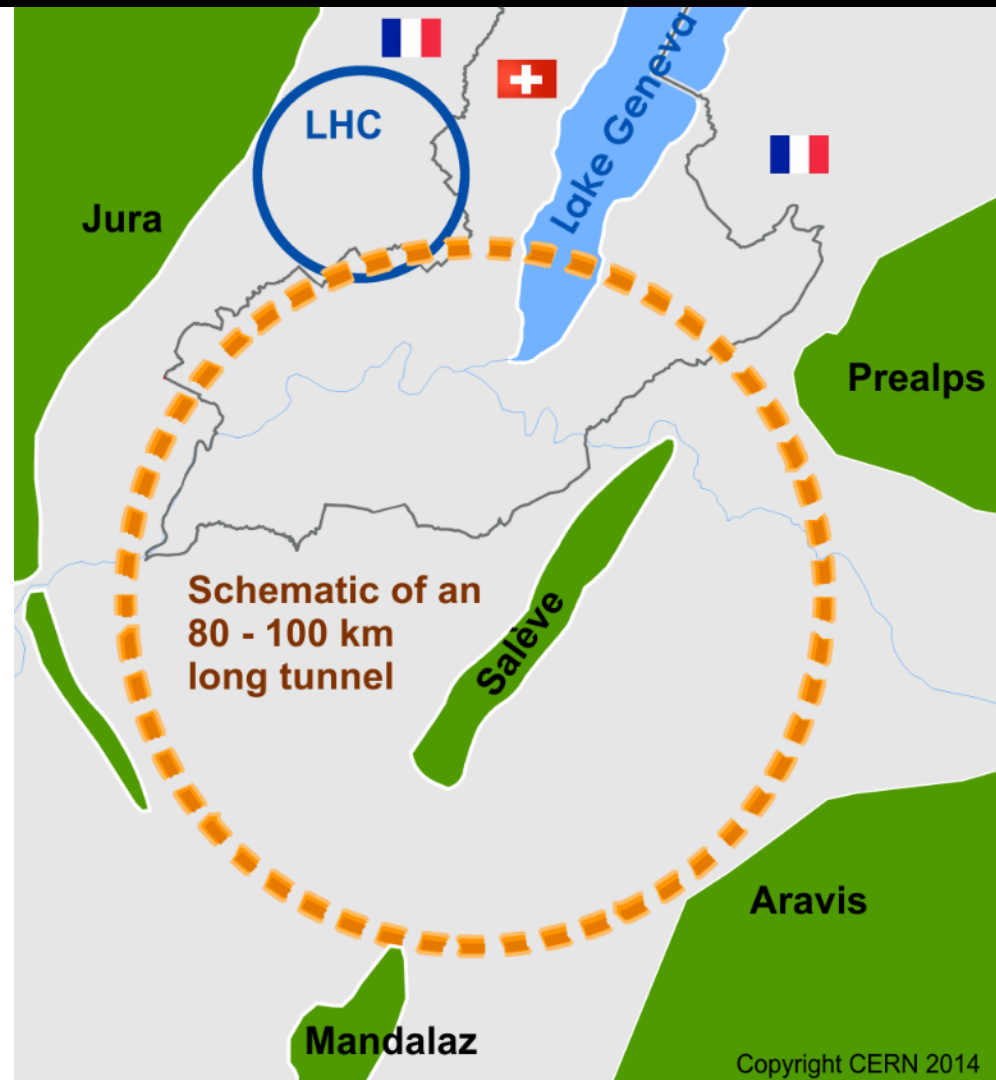 LHC
Lake Geneva
Jura
Prealps
Schematic of an
80 - 100 km
long tunnel
Salève
Aravis
Mandalaz
Copyright CERN 2014